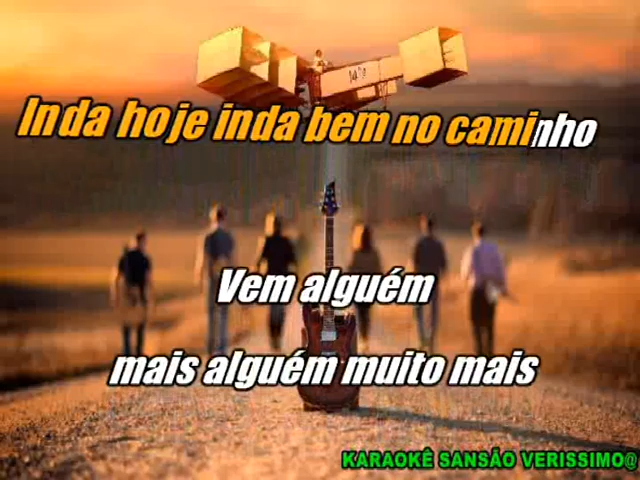 Inda hoje inda bem no caminho
Vem alguém
mais alguém muito mais
KARAOKÊ SANSÃO VERISSIMO@